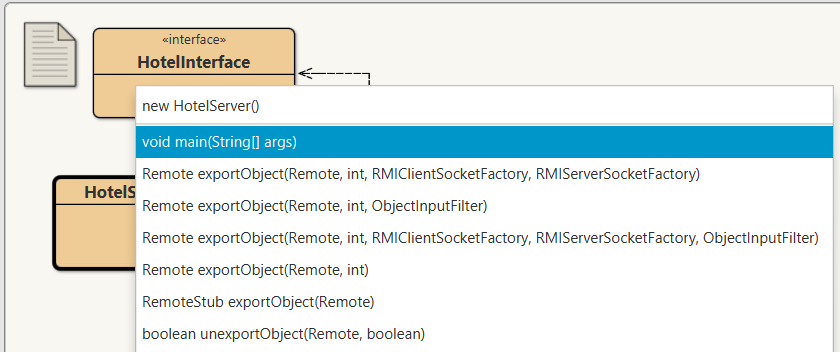 «interface»
HotelInterface
new HotelServer()
void main(String[] args)
Remote exportObject(Remote, int, RMIClientSocketFactory, RMIServerSocketFactory)
HotelS
Remote exportObject(Remote, int, ObjectInputFilter)
Remote exportObject(Remote, int, RMIClientSocketFactory, RMIServerSocketFactory, ObjectInputFilter)
Remote exportObject(Remote, int)
RemoteStub exportObject(Remote)
boolean unexportObject(Remote, boolean)